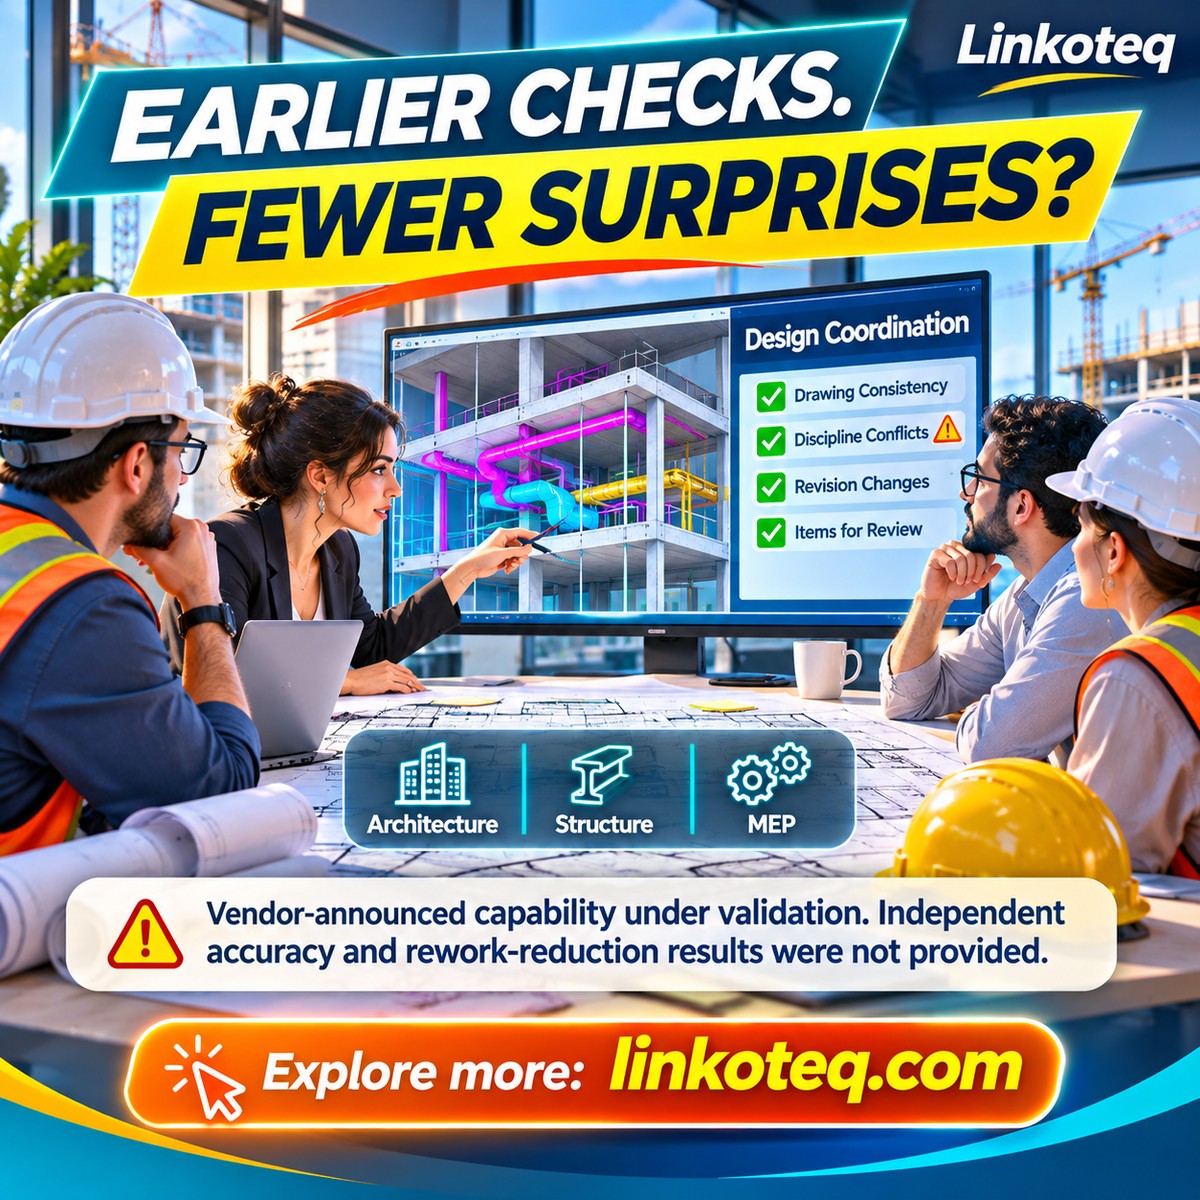 Linkoteq
EARLIER CHECKS.
FEWER SURPRISES?
Design Coordination
Drawing Consistency
Discipline Conflicts
Revision Changes
Items for Review
Architecture
Structure
MEP
Vendor-announced capability under validation. Independent
accuracy and rework-reduction results were not provided.
Explore more: linkoteq.com